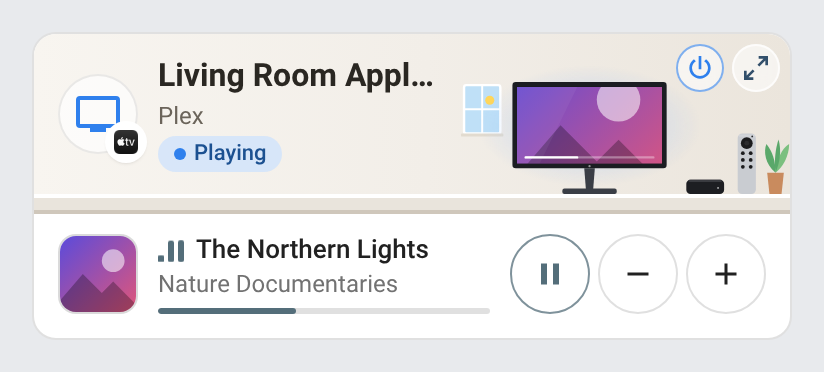 Living Room Appl...
Plex
tv
Playing
The Northern Lights
Nature Documentaries